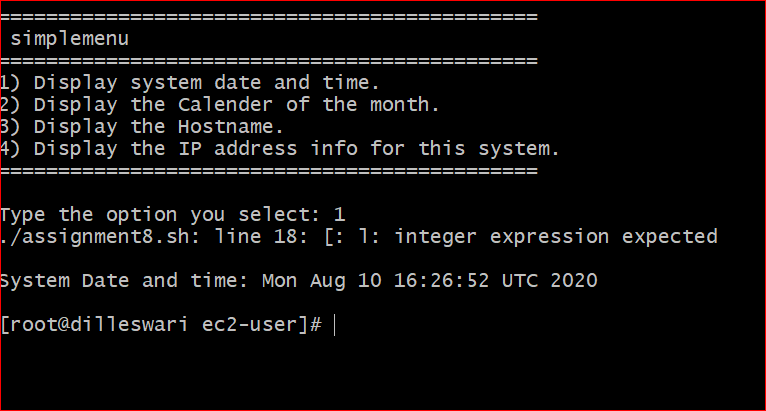 ==============================================
simplemenu
==============================================
1) Display system date and time.
2) Display the Calender of the month.
3) Display the Hostname.
4) Display the IP address info for this system.
==============================================
Type the option you select: 1
./assignment8.sh: line 18: [: l: integer expression expected
System Date and time: Mon Aug 10 16:26:52 UTC 2020
[root@dilleswari ec2-user]#